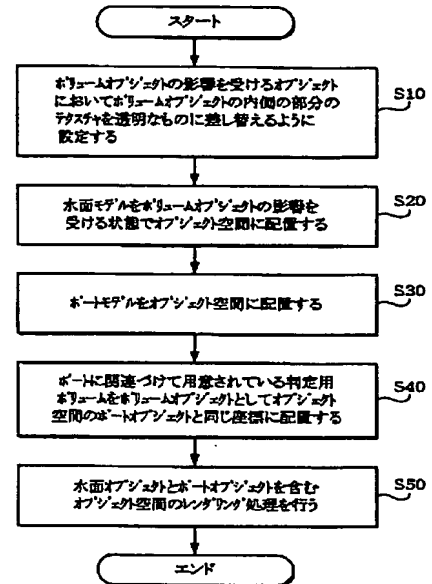 スタート
ボリュームオブジェクトの影響を受けるオブジェクト
においてボリュームオブジェクトの内側の部分の
テクスチャを透明なものに差し替えるように
設定する
S10
水面モデルをボリュームオブジェクトの影響を
受ける状態でオブジェクト空間に配置する
S20
ボートモデルをオブジェクト空間に配置する
S30
ボートに関連づけて用意されている判定用
ボリュームをボリュームオブジェクトとしてオブジェクト
空間のボートオブジェクトと同じ座標に配置する
S40
水面オブジェクトとボートオブジェクトを含む
オブジェクト空間のレンダリング処理を行う
S50
エンド